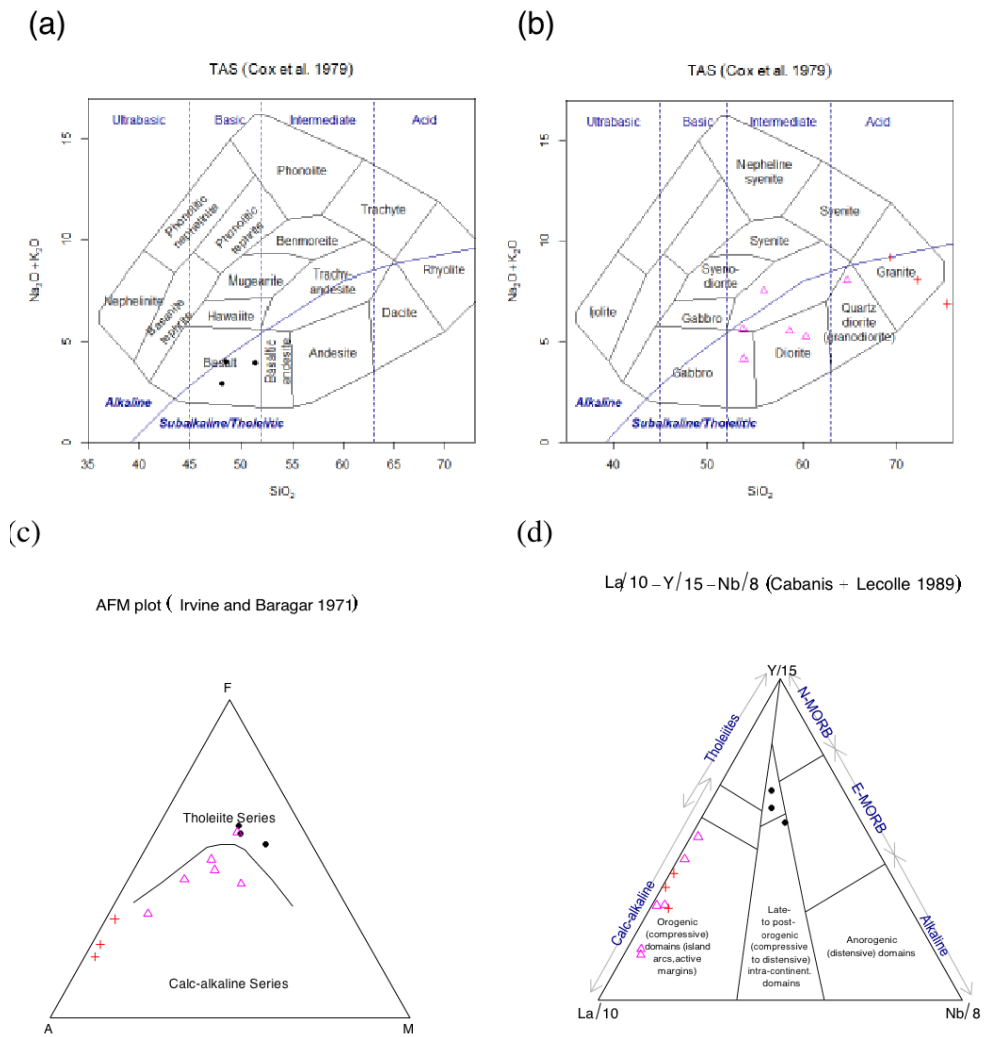 (a)
TAS (Cox et al. 1979)
Ultrabasic
Basic
Intermediate
Acid
Phonolite
Trachyte
Phonolitic
nephelinite
Phonolitic
tephrite
Benmoreite
Mugearite
Trachy-
andesite
Rhyolite
Nephelinite
Basanite
tephrite
Hawaiite
Dacite
Basalt
Basaltic
andesite
Andesite
Alkaline
Subalkaline/Tholeiitic
Na₂O + K₂O
0
5
10
15
35
40
45
50
55
60
65
70
SiO₂
(b)
TAS (Cox et al. 1979)
Ultrabasic
Basic
Intermediate
Acid
Nepheline
syenite
Syenite
Syenite
Syeno-
diorite
Granite
Ijolite
Gabbro
Quartz
diorite
(granodiorite)
Gabbro
Diorite
Alkaline
Subalkaline/Tholeiitic
Na₂O + K₂O
0
5
10
15
40
50
60
70
SiO₂
(c)
AFM plot ( Irvine and Baragar 1971)
F
Tholeiite Series
Calc-alkaline Series
A
M
(d)
La/10 – Y/15 – Nb/8 (Cabanis + Lecolle 1989)
Y/15
Tholeiites
N-MORB
E-MORB
Calc-alkaline
Alkaline
Orogenic
(compressive)
domains (island
arcs,active
margins)
Late-
to post-
orogenic
(compressive
to distensive)
intra-continent.
domains
Anorogenic
(distensive) domains
La/10
Nb/8